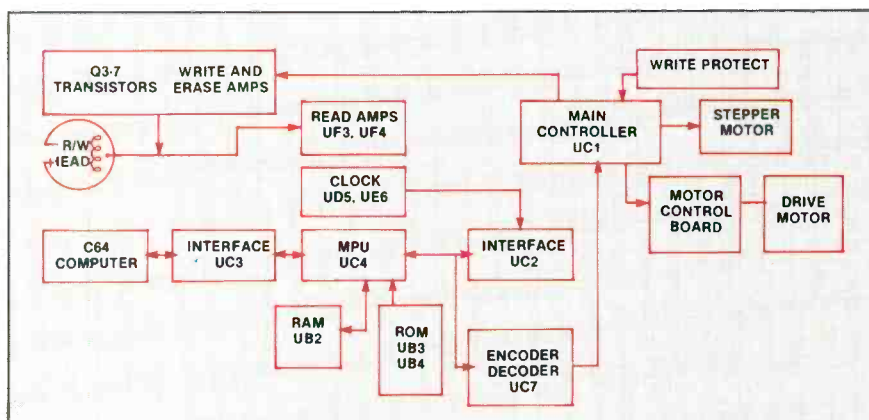 Q3-7 WRITE AND
TRANSISTORS ERASE AMPS
WRITE PROTECT
R/W
HEAD
READ AMPS
UF3, UF4
MAIN
CONTROLLER
UC1
STEPPER
MOTOR
CLOCK
UD5, UE6
MOTOR
CONTROL
BOARD
DRIVE
MOTOR
C64
COMPUTER
INTERFACE
UC3
MPU
UC4
INTERFACE
UC2
RAM
UB2
ROM
UB3
UB4
ENCODER
DECODER
UC7